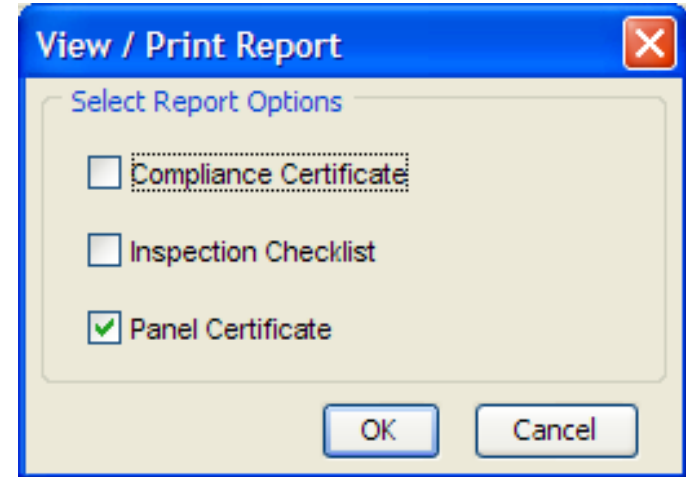 View / Print Report
Select Report Options
Compliance Certificate
Inspection Checklist
Panel Certificate
OK Cancel